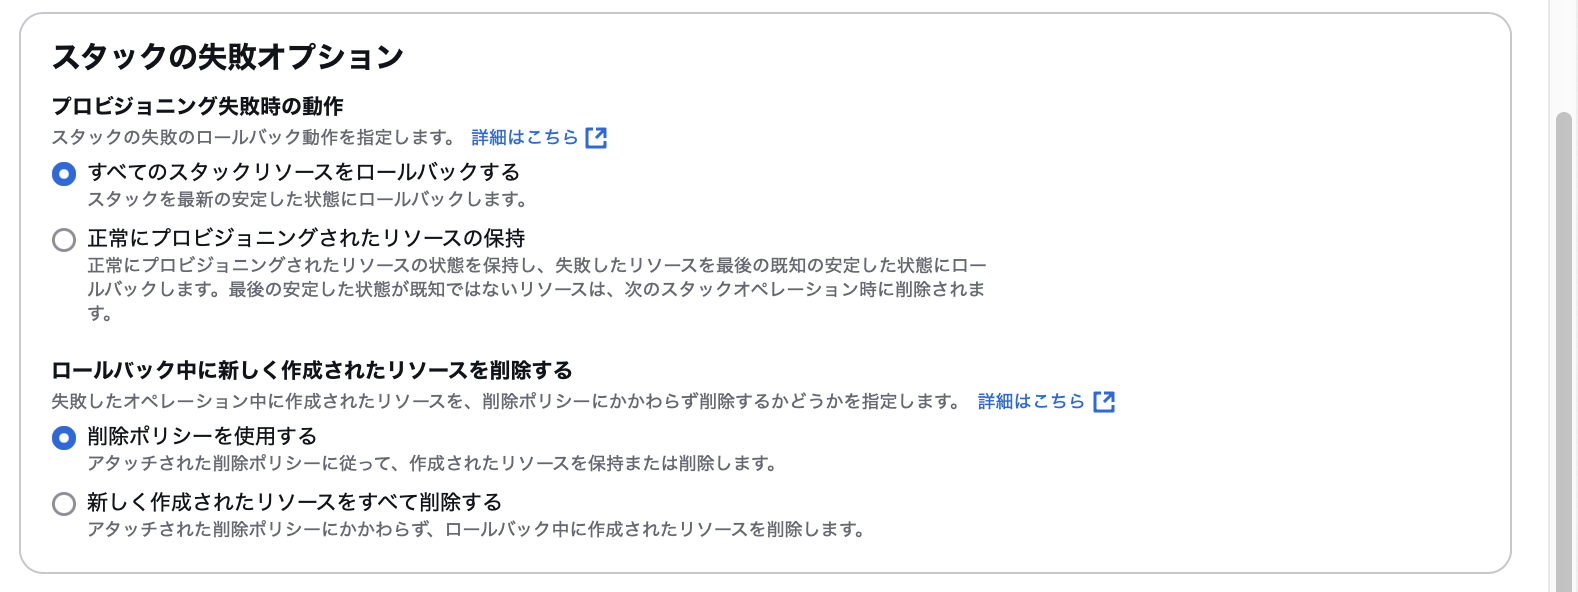 スタックの失敗オプション
プロビジョニング失敗時の動作
スタックの失敗のロールバック動作を指定します。 詳細はこちら
すべてのスタックリソースをロールバックする
スタックを最新の安定した状態にロールバックします。
正常にプロビジョニングされたリソースの保持
正常にプロビジョニングされたリソースの状態を保持し、失敗したリソースを最後の既知の安定した状態にロー
ルバックします。最後の安定した状態が既知ではないリソースは、次のスタックオペレーション時に削除されま
す。
ロールバック中に新しく作成されたリソースを削除する
失敗したオペレーション中に作成されたリソースを、削除ポリシーにかかわらず削除するかどうかを指定します。 詳細はこちら
削除ポリシーを使用する
アタッチされた削除ポリシーに従って、作成されたリソースを保持または削除します。
新しく作成されたリソースをすべて削除する
アタッチされた削除ポリシーにかかわらず、ロールバック中に作成されたリソースを削除します。